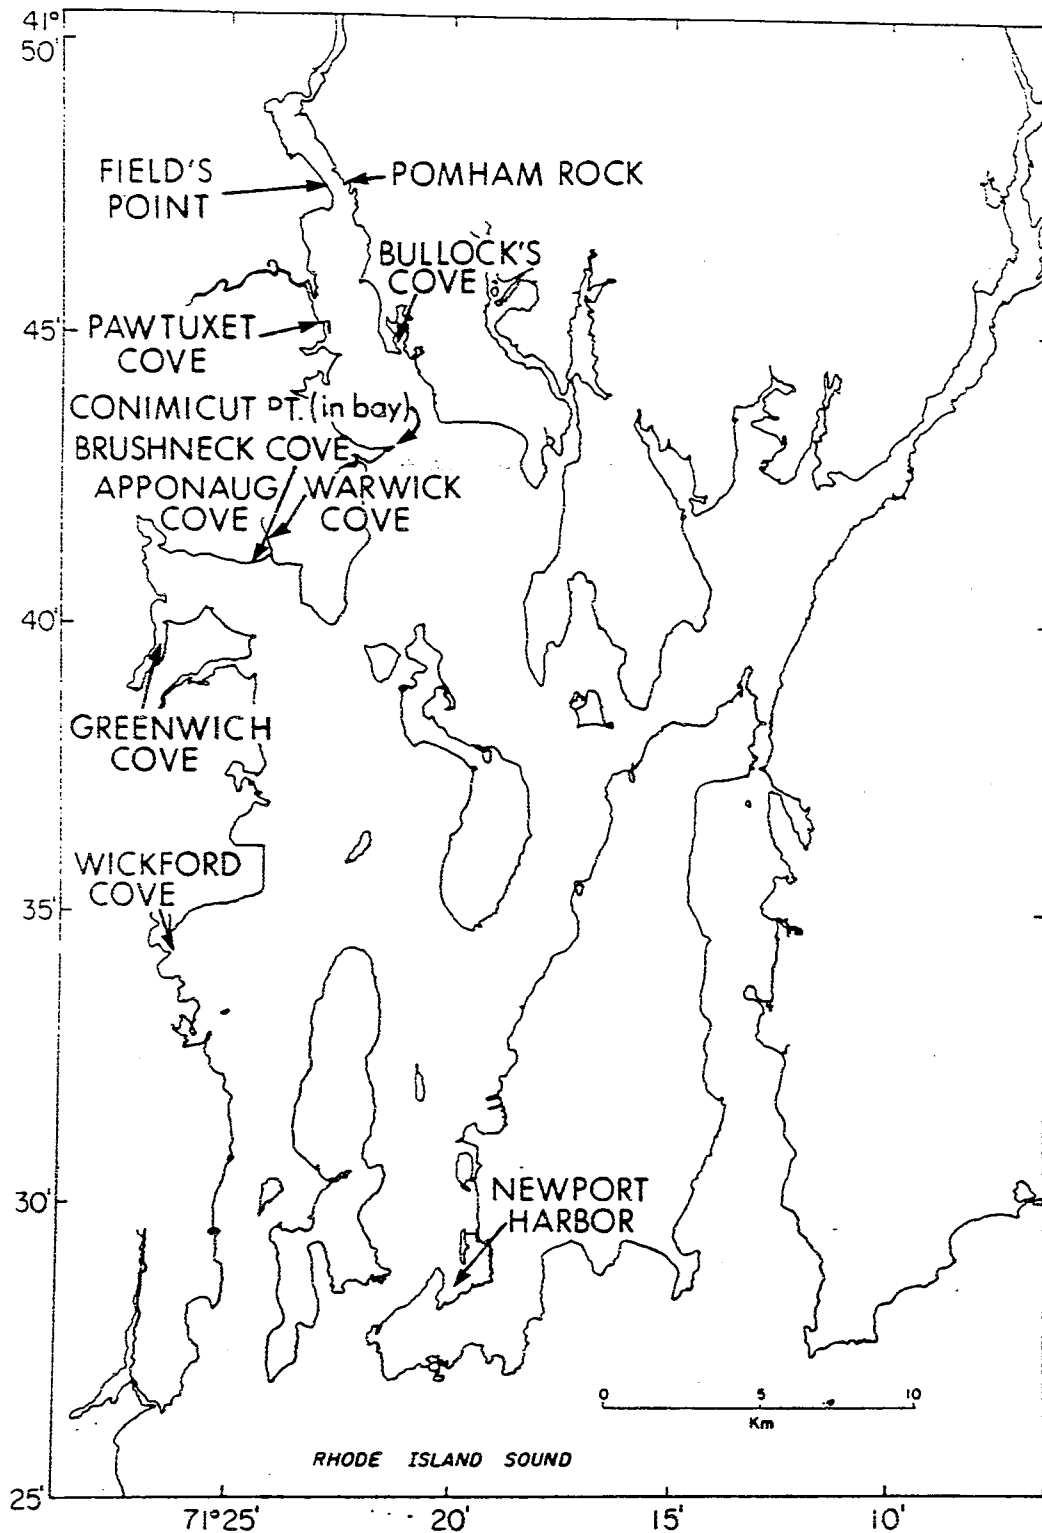 41°
50'
FIELD'S
POINT
POMHAM ROCK
BULLOCK'S
COVE
45'
PAWTUXET
COVE
CONIMICUT PT. (in bay)
BRUSHNECK COVE
APPONAUG
COVE
WARWICK
COVE
40'
GREENWICH
COVE
WICKFORD
COVE
35'
30'
NEWPORT
HARBOR
0 5 10
Km
RHODE ISLAND SOUND
25'
71°25' 20' 15' 10'